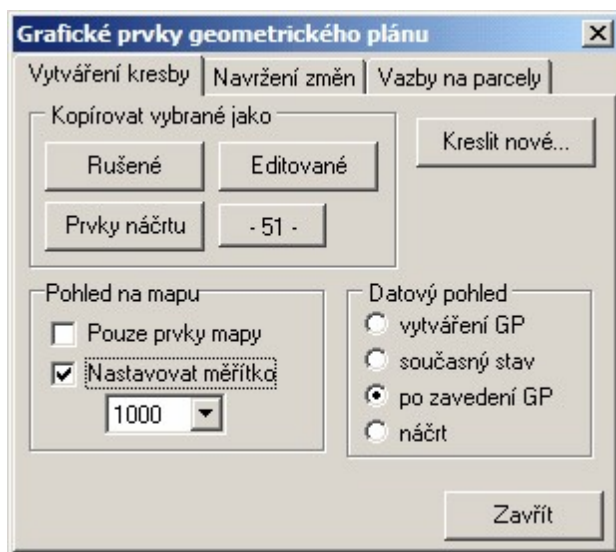 Grafické prvky geometrického plánu
Vytváření kresby Navržení změn Vazby na parcely
Kopírovat vybrané jako
Rušené Editované
Kreslit nové...
Prvky náčrtu - 51 -
Pohled na mapu
Pouze prvky mapy
Nastavovat měřítko
1000
Datový pohled
vytváření GP
současný stav
po zavedení GP
náčrt
Zavřít